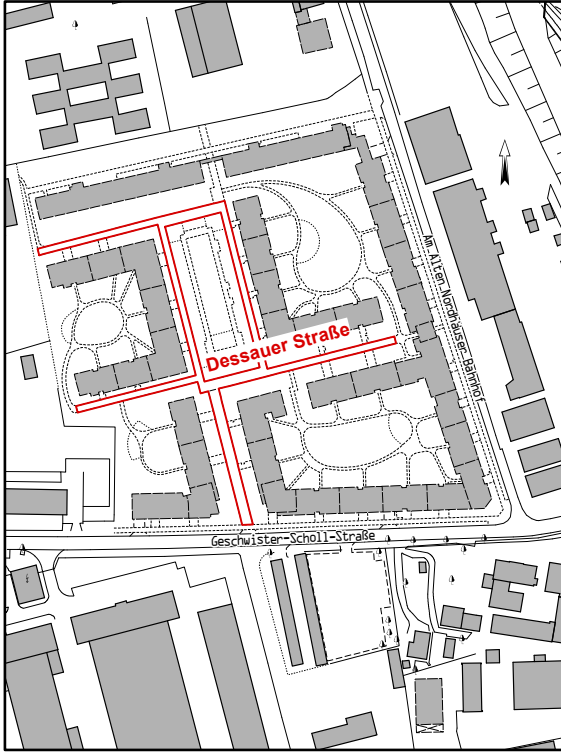 Am Alten Nordhäuser Bahnhof
Dessauer Straße
Geschwister-Scholl-Straße